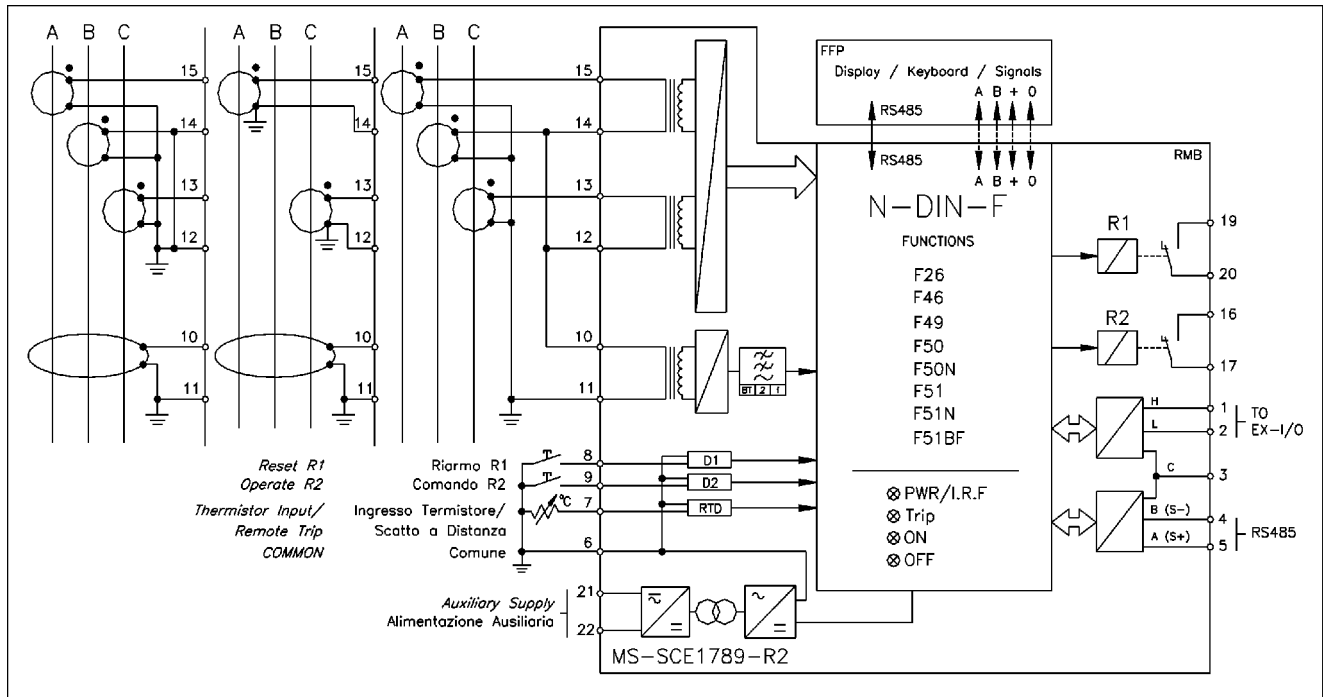 A B C
A B C
A B C
15
14
13
12
10
11
15
14
13
12
10
11
15
14
13
12
10
11
FFP
Display / Keyboard / Signals
A B + 0
RS485
RS485
A B + 0
RMB
N-DIN-F
FUNCTIONS
F26
F46
F49
F50
F50N
F51
F51N
F51BF
PWR/I.R.F
Trip
ON
OFF
BT 2 1
R1
19
20
R2
16
17
H 1
L 2
TO
EX-I/O
C 3
B (S-) 4
A (S+) 5
RS485
Reset R1 Riarmo R1 8 D1
Operate R2 Comando R2 9 D2
Thermistor Input/ Ingresso Termistore/ °C 7 RTD
Remote Trip Scatto a Distanza
COMMON Comune 6
Auxiliary Supply 21
Alimentazione Ausiliaria 22
MS-SCE1789-R2